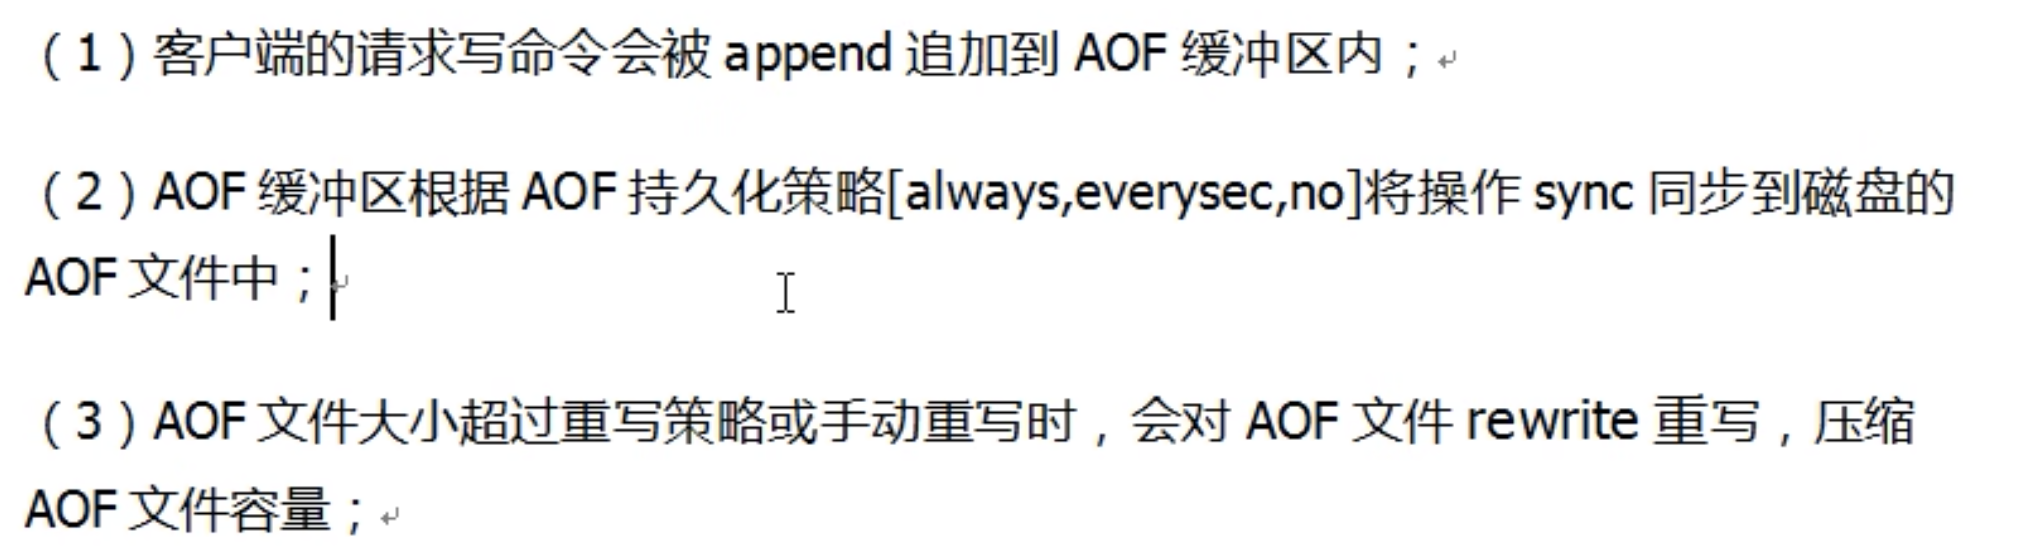 （1）客户端的请求写命令会被 append 追加到 AOF 缓冲区内；
（2）AOF 缓冲区根据 AOF 持久化策略[always,everysec,no]将操作 sync 同步到磁盘的
AOF 文件中；
（3）AOF 文件大小超过重写策略或手动重写时，会对 AOF 文件 rewrite 重写，压缩
AOF 文件容量；